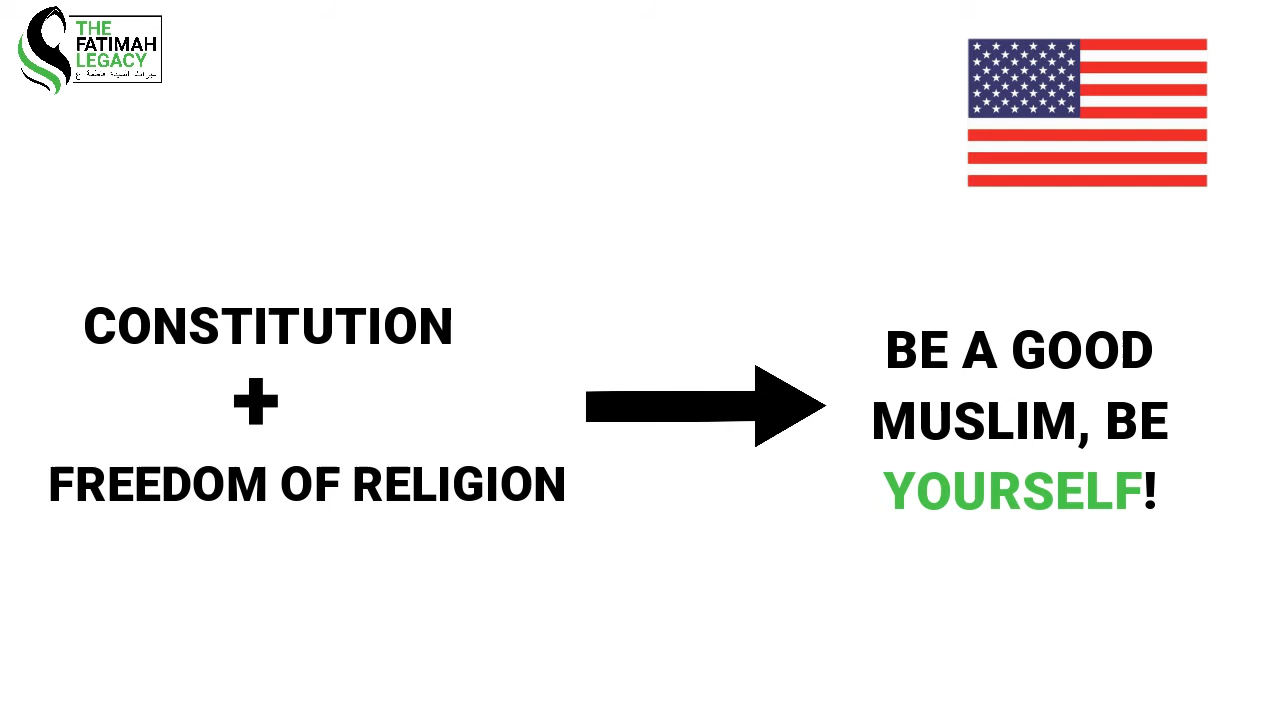 THE
FATIMAH
LEGACY
CONSTITUTION
+
FREEDOM OF RELIGION
BE A GOOD
MUSLIM, BE
YOURSELF!